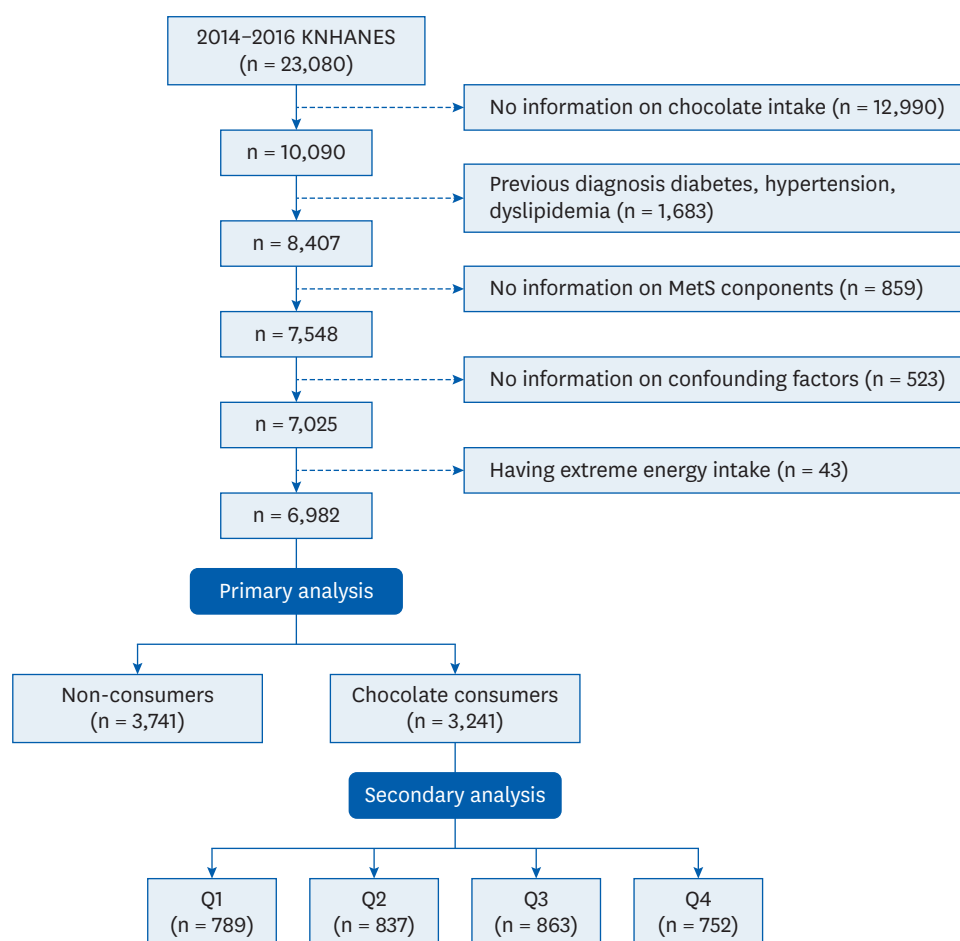 2014–2016 KNHANES
(n = 23,080)
No information on chocolate intake (n = 12,990)
n = 10,090
Previous diagnosis diabetes, hypertension,
dyslipidemia (n = 1,683)
n = 8,407
No information on MetS conponents (n = 859)
n = 7,548
No information on confounding factors (n = 523)
n = 7,025
Having extreme energy intake (n = 43)
n = 6,982
Primary analysis
Non-consumers
(n = 3,741)
Chocolate consumers
(n = 3,241)
Secondary analysis
Q1
(n = 789)
Q2
(n = 837)
Q3
(n = 863)
Q4
(n = 752)